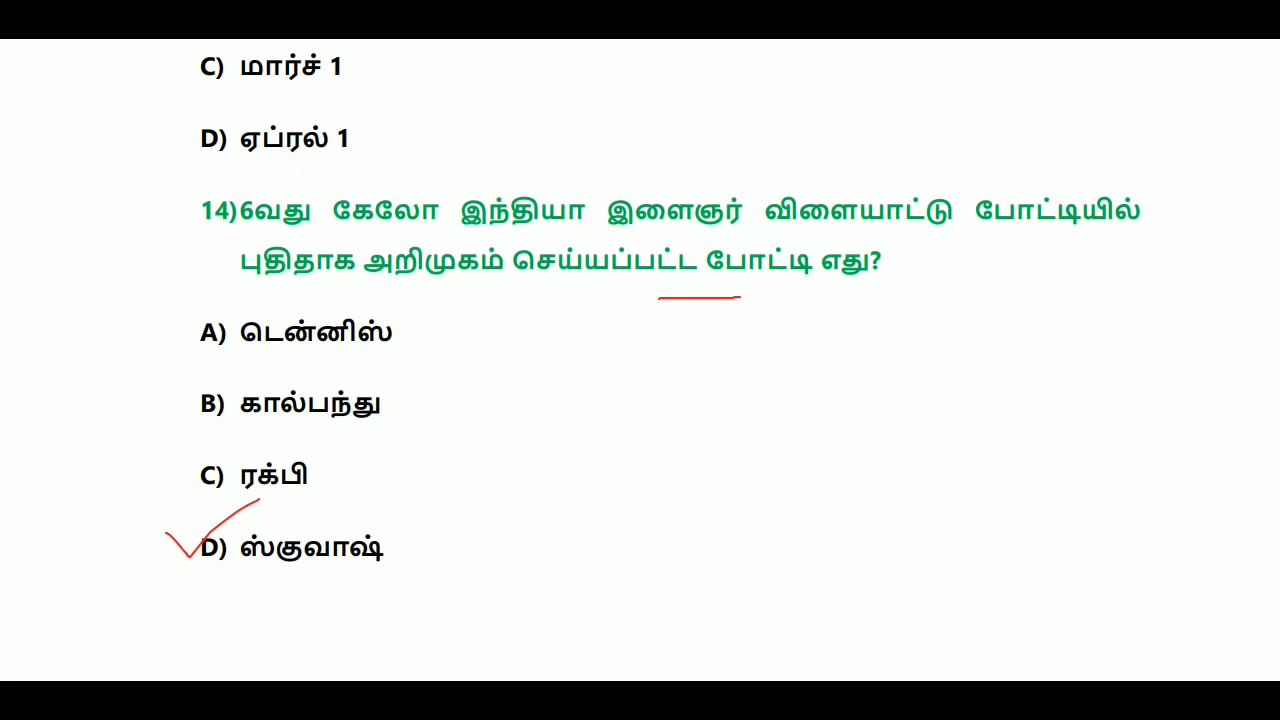 C) மார்ச் 1
D) ஏப்ரல் 1
14)6வது கேலோ இந்தியா இளைஞர் விளையாட்டு போட்டியில்
புதிதாக அறிமுகம் செய்யப்பட்ட போட்டி எது?
A) டென்னிஸ்
B) கால்பந்து
C) ரக்பி
D) ஸ்குவாஷ்